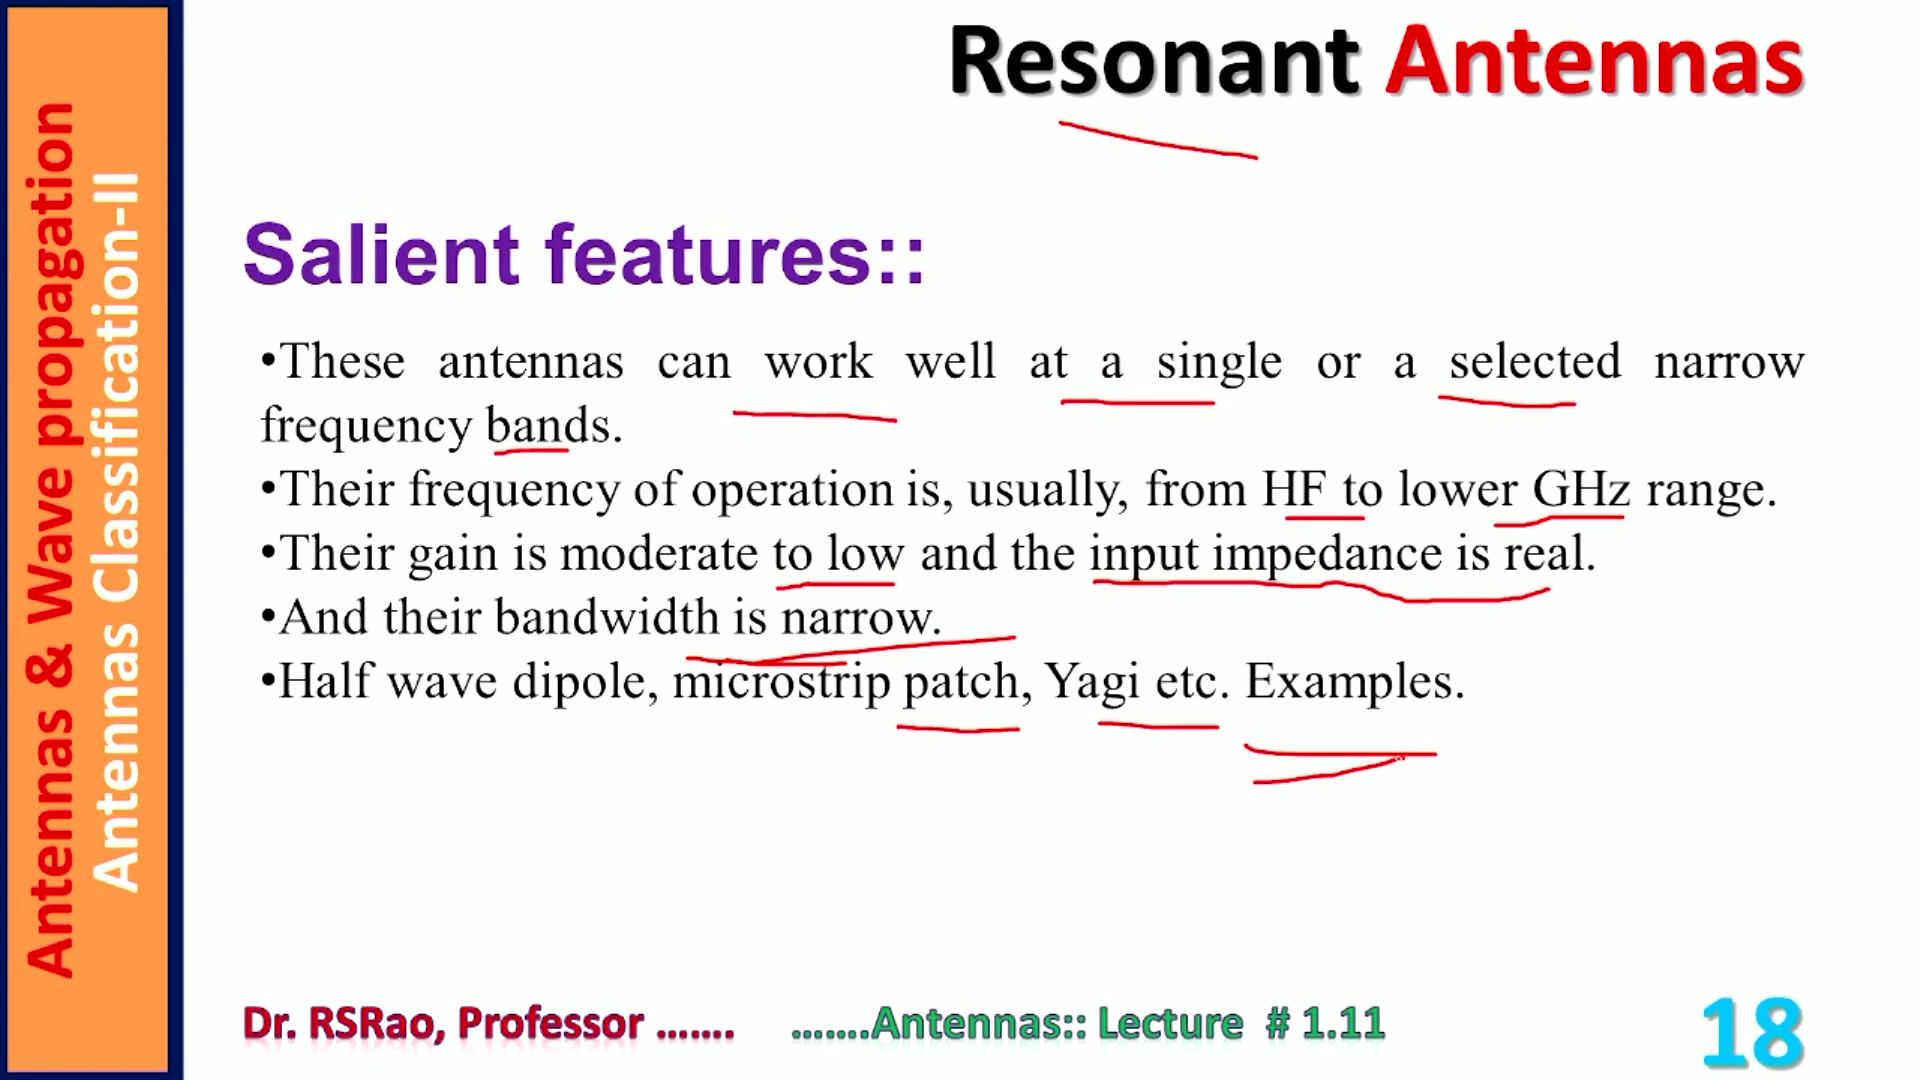 Resonant Antennas
Antennas & Wave propagation
Antennas Classification-II
Salient features::
•These antennas can work well at a single or a selected narrow
frequency bands.
•Their frequency of operation is, usually, from HF to lower GHz range.
•Their gain is moderate to low and the input impedance is real.
•And their bandwidth is narrow.
•Half wave dipole, microstrip patch, Yagi etc. Examples.
Dr. RSRao, Professor ....... .......Antennas:: Lecture # 1.11
18